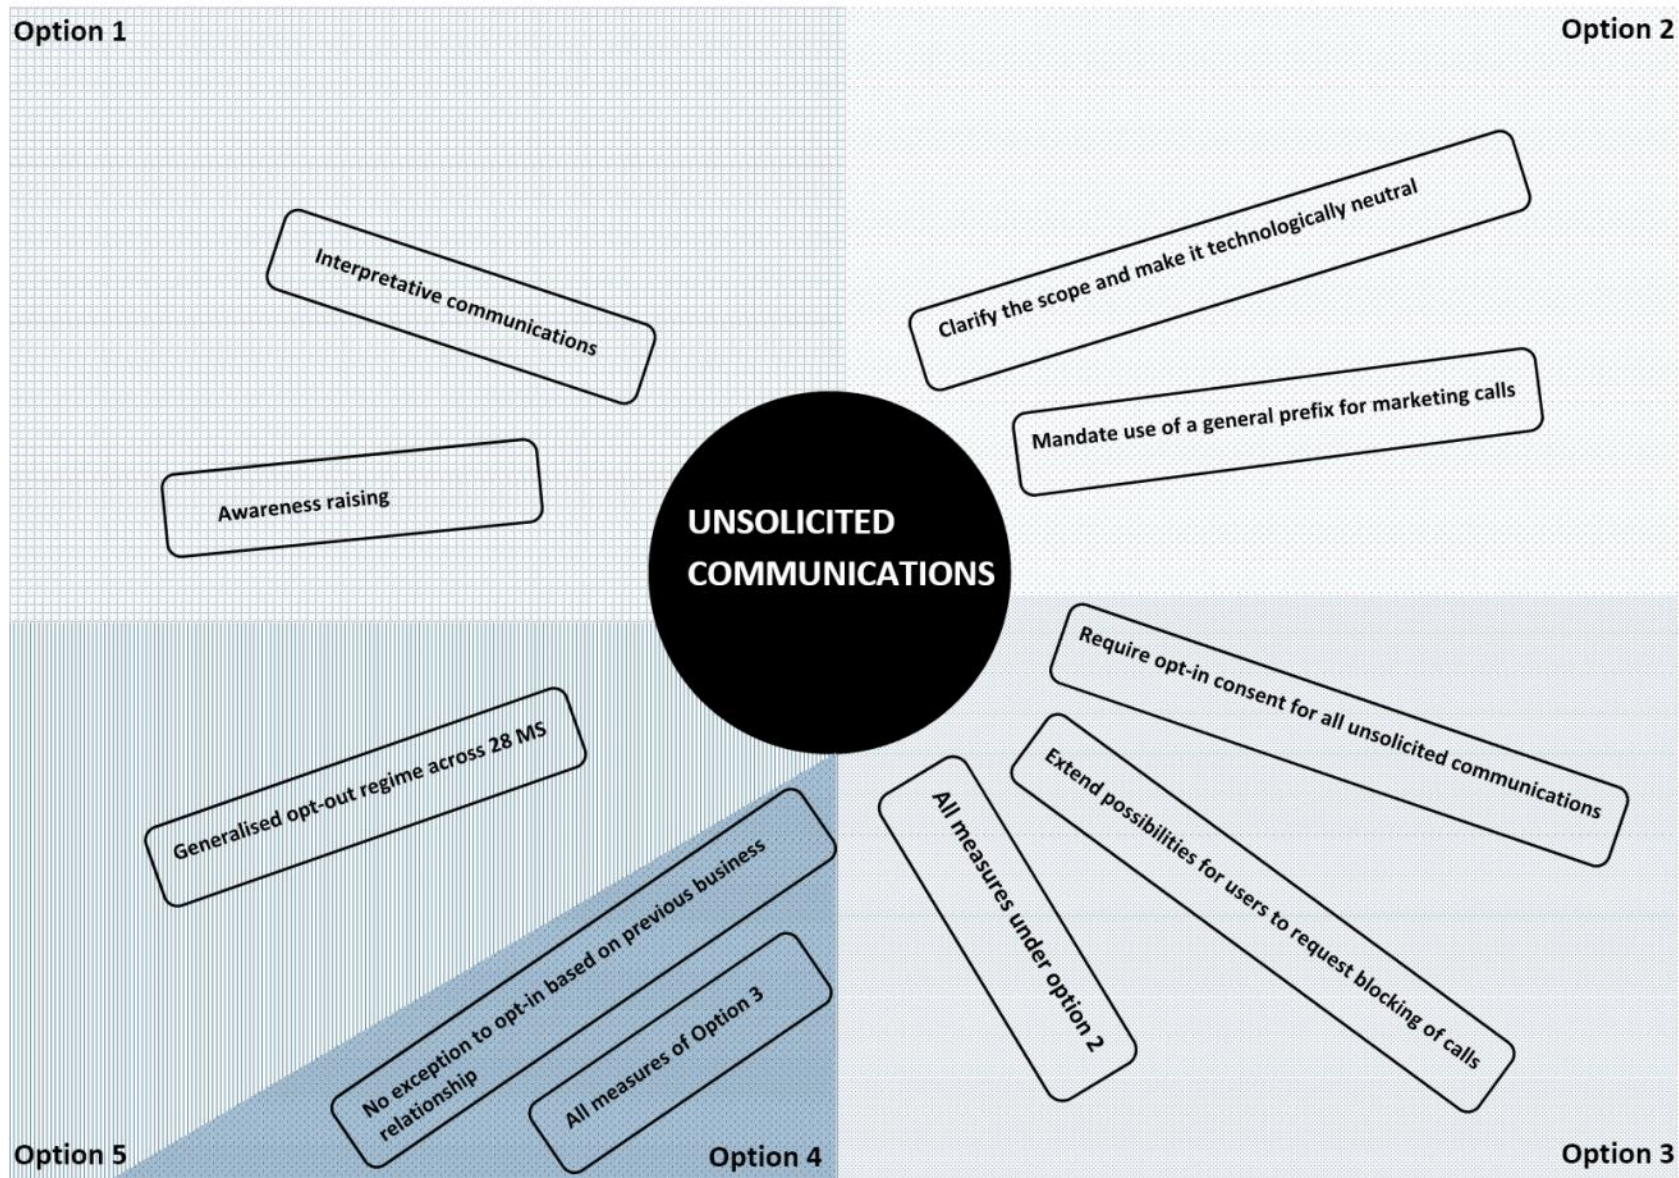 Option 1
Option 2
Interpretative communications
Awareness raising
Clarify the scope and make it technologically neutral
Mandate use of a general prefix for marketing calls
UNSOLICITED
COMMUNICATIONS
Require opt-in consent for all unsolicited communications
Extend possibilities for users to request blocking of calls
All measures under option 2
Generalised opt-out regime across 28 MS
No exception to opt-in based on previous business
relationship
All measures of Option 3
Option 5
Option 4
Option 3